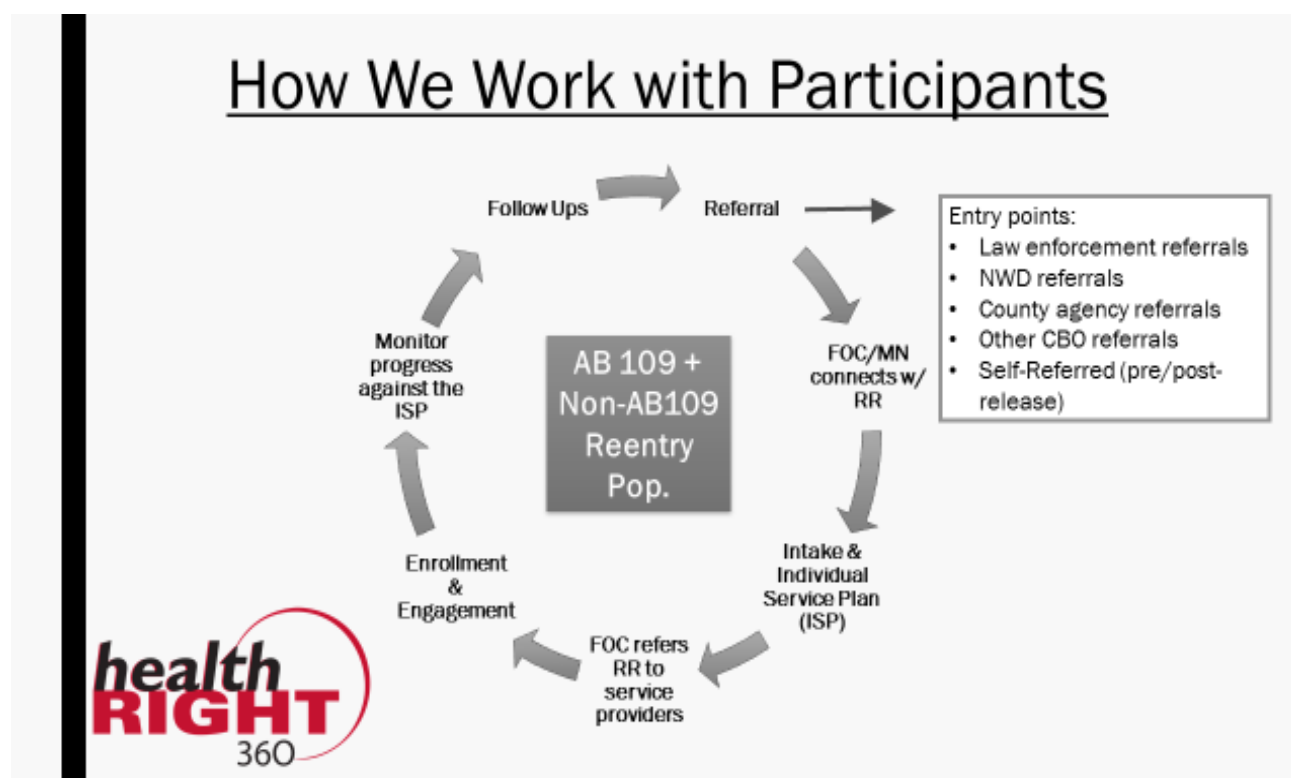 How We Work with Participants
Follow Ups
Referral
Entry points:
• Law enforcement referrals
• NWD referrals
• County agency referrals
• Other CBO referrals
• Self-Referred (pre/post-
release)
FOC/MN
connects w/
RR
Intake &
Individual
Service Plan
(ISP)
FOC refers
RR to
service
providers
Enrollment
&
Engagement
Monitor
progress
against the
ISP
AB 109 +
Non-AB109
Reentry
Pop.
health
RIGHT
360